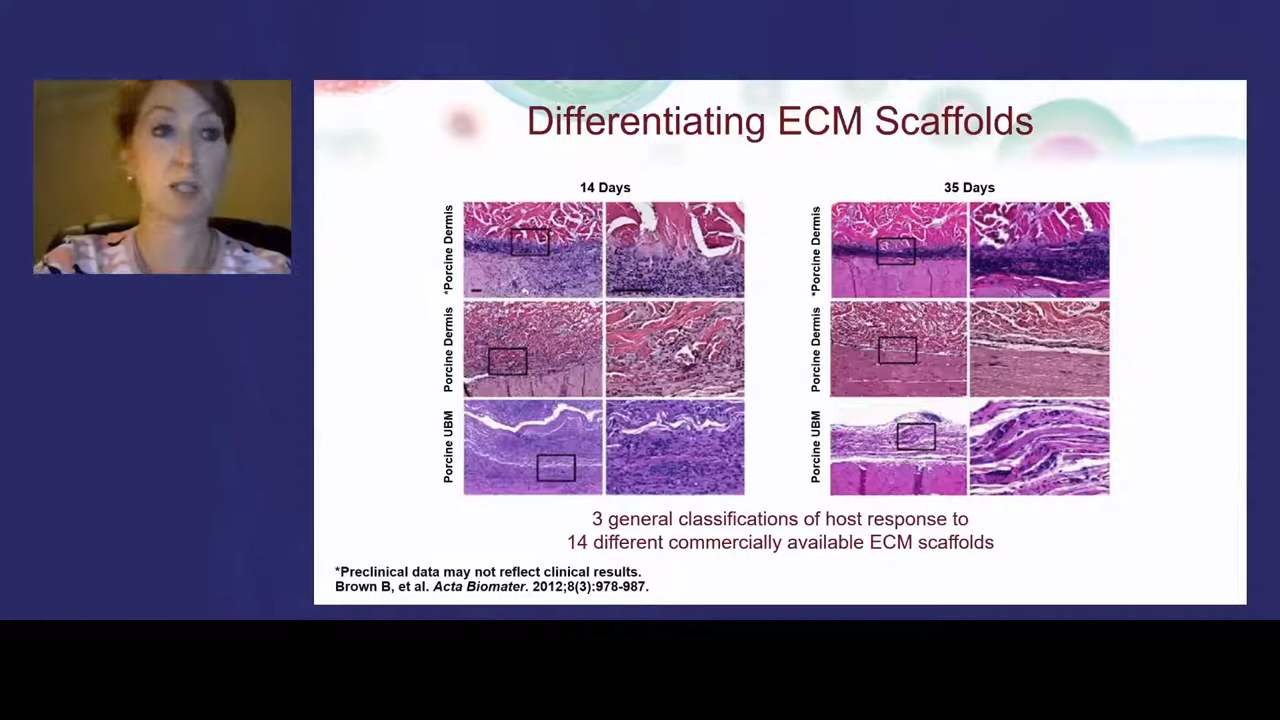 Differentiating ECM Scaffolds
14 Days
35 Days
*Porcine Dermis
*Porcine Dermis
Porcine Dermis
Porcine Dermis
Porcine UBM
Porcine UBM
3 general classifications of host response to
14 different commercially available ECM scaffolds
*Preclinical data may not reflect clinical results.
Brown B, et al. Acta Biomater. 2012;8(3):978-987.